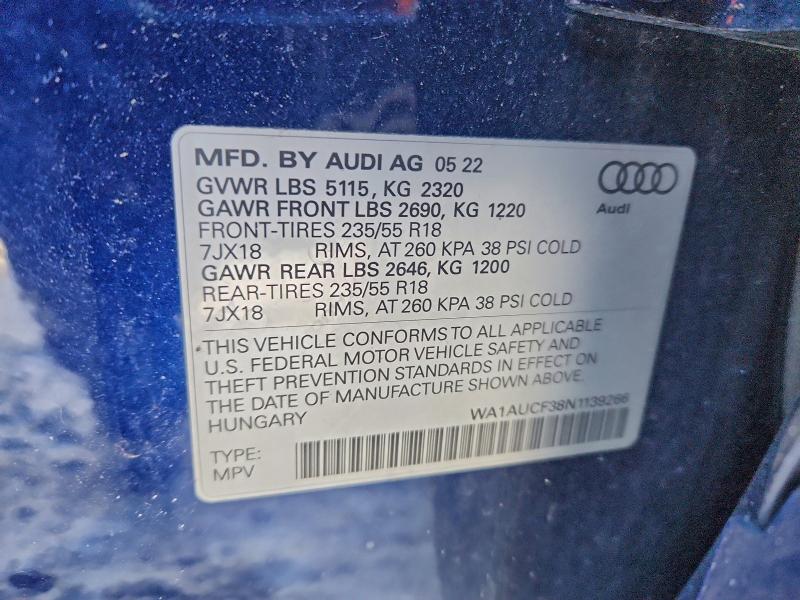 MFD. BY AUDI AG 05 22
GVWR LBS 5115, KG 2320
GAWR FRONT LBS 2690, KG 1220
FRONT-TIRES 235/55 R18
7JX18 RIMS, AT 260 KPA 38 PSI COLD
GAWR REAR LBS 2646, KG 1200
REAR-TIRES 235/55 R18
7JX18 RIMS, AT 260 KPA 38 PSI COLD
Audi
THIS VEHICLE CONFORMS TO ALL APPLICABLE
U.S. FEDERAL MOTOR VEHICLE SAFETY AND
THEFT PREVENTION STANDARDS IN EFFECT ON
THE DATE OF MANUFACTURE SHOWN ABOVE.
HUNGARY
WA1AUCF38N1139266
TYPE:
MPV